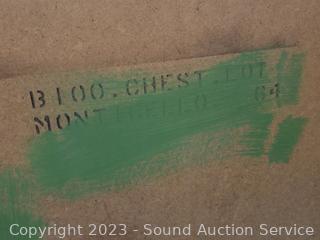 B100.CHEST.LOT
MONTICELLO 64
Copyright 2023 - Sound Auction Service